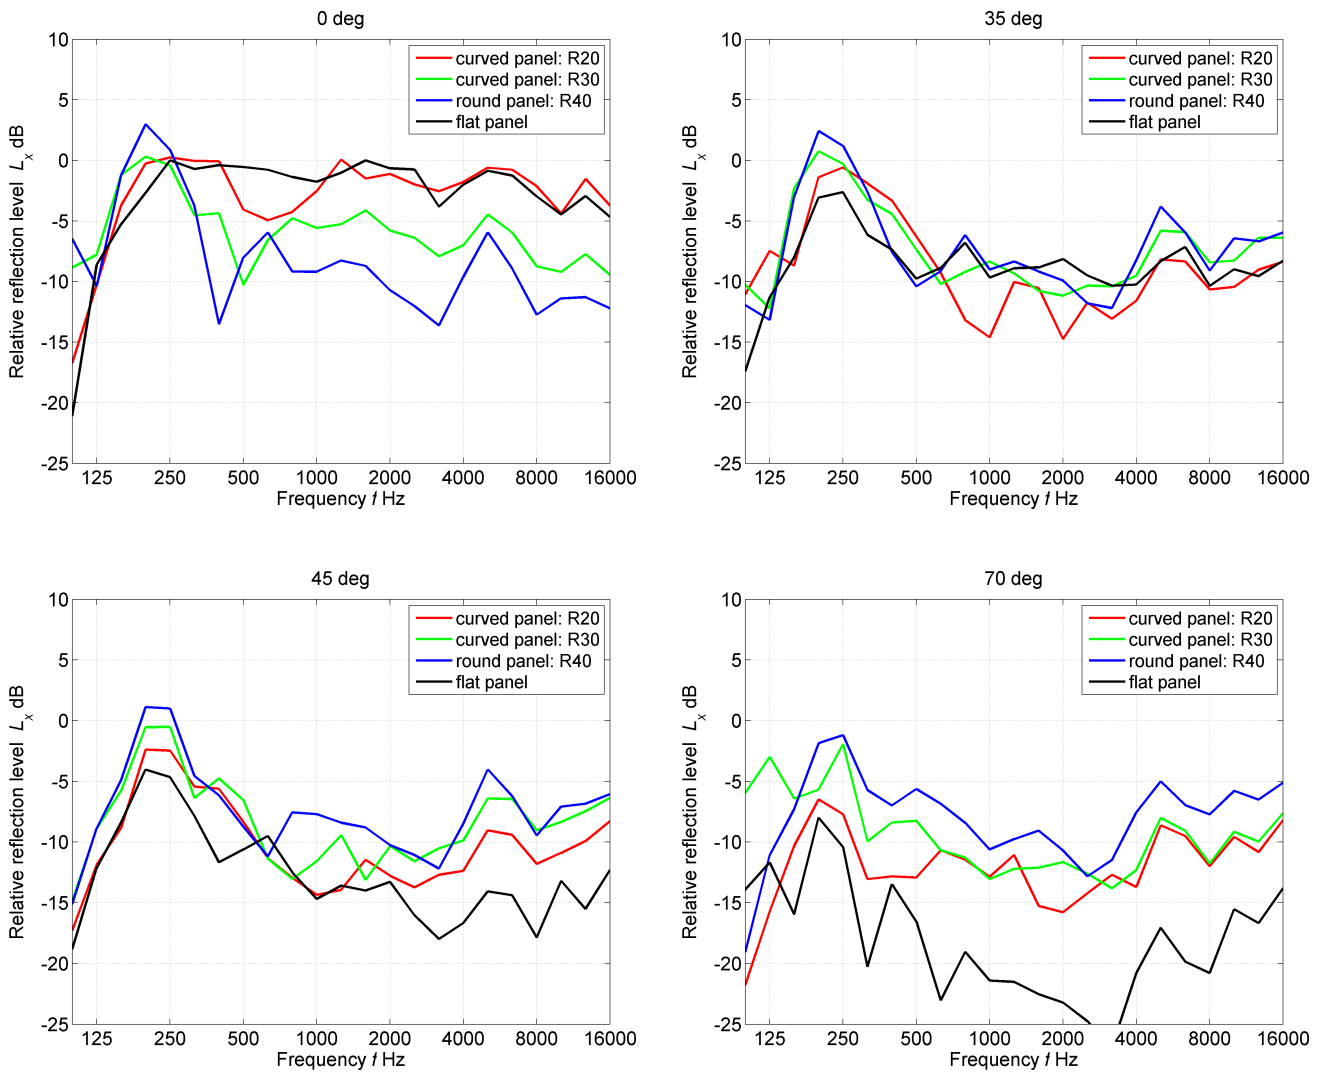 0 deg
10
5
0
-5
-10
-15
-20
-25
125 250 500 1000 2000 4000 8000 16000
Frequency f Hz
Relative reflection level Lx dB
curved panel: R20
curved panel: R30
round panel: R40
flat panel
35 deg
10
5
0
-5
-10
-15
-20
-25
125 250 500 1000 2000 4000 8000 16000
Frequency f Hz
Relative reflection level Lx dB
curved panel: R20
curved panel: R30
round panel: R40
flat panel
45 deg
10
5
0
-5
-10
-15
-20
-25
125 250 500 1000 2000 4000 8000 16000
Frequency f Hz
Relative reflection level Lx dB
curved panel: R20
curved panel: R30
round panel: R40
flat panel
70 deg
10
5
0
-5
-10
-15
-20
-25
125 250 500 1000 2000 4000 8000 16000
Frequency f Hz
Relative reflection level Lx dB
curved panel: R20
curved panel: R30
round panel: R40
flat panel